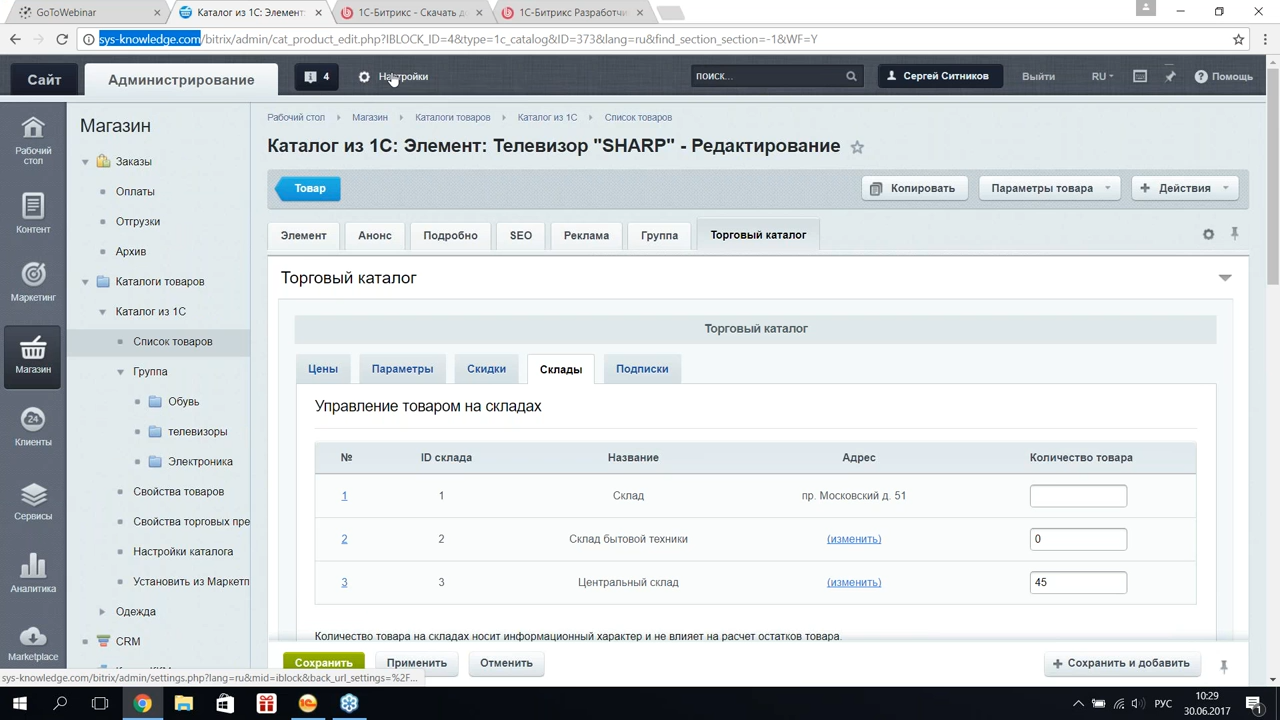 GoToWebinar
Каталог из 1С: Элемент:
1С-Битрикс - Скачать д
1С-Битрикс Разработчи
sys-knowledge.com/bitrix/admin/cat_product_edit.php?IBLOCK_ID=4&type=1c_catalog&ID=373&lang=ru&find_section_section=-1&WF=Y
Сайт
Администрирование
4
Настройки
поиск...
Сергей Ситников
Выйти
RU
Помощь
Рабочий стол
Контент
Маркетинг
Магазин
24
Клиенты
Сервисы
Аналитика
Marketplace
Магазин
Заказы
Оплаты
Отгрузки
Архив
Каталоги товаров
Каталог из 1С
Список товаров
Группа
Обувь
телевизоры
Электроника
Свойства товаров
Свойства торговых пре
Настройки каталога
Установить из Маркетп
Одежда
CRM
Рабочий стол Магазин Каталоги товаров Каталог из 1С Список товаров
Каталог из 1С: Элемент: Телевизор "SHARP" - Редактирование
Товар
Копировать
Параметры товара
Действия
Элемент Анонс Подробно SEO Реклама Группа Торговый каталог
Торговый каталог
Торговый каталог
Цены Параметры Скидки Склады Подписки
Управление товаром на складах
№ ID склада Название Адрес Количество товара
1 1 Склад пр. Московский д. 51
2 2 Склад бытовой техники (изменить) 0
3 3 Центральный склад (изменить) 45
Количество товара на складах носит информационный характер и не влияет на расчет остатков товара.
Сохранить Применить Отменить Сохранить и добавить
sys-knowledge.com/bitrix/admin/settings.php?lang=ru&mid=iblock&back_url_settings=%2F...
РУС
10:29
30.06.2017
1